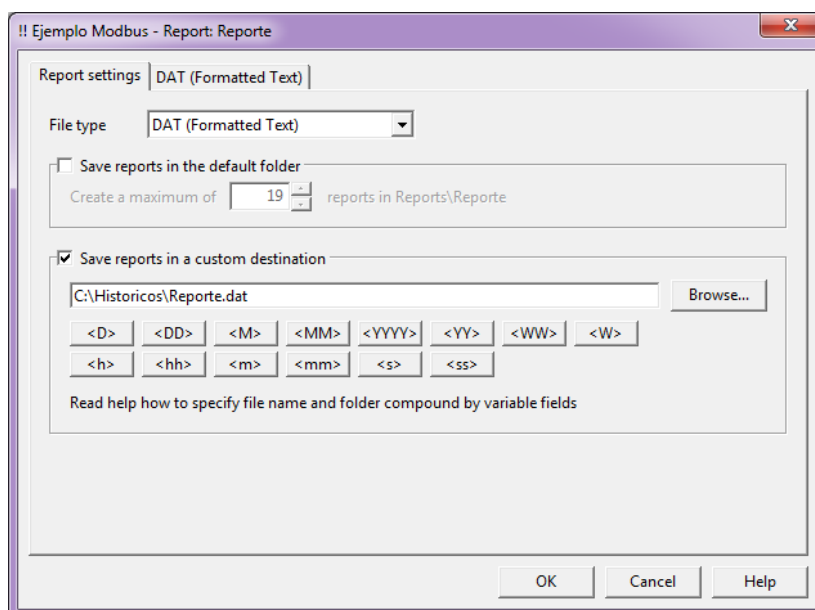 !! Ejemplo Modbus - Report: Reporte
Report settings DAT (Formatted Text)
File type DAT (Formatted Text)
Save reports in the default folder
Create a maximum of 19 reports in Reports\Reporte
Save reports in a custom destination
C:\Historicos\Reporte.dat Browse...
<D> <DD> <M> <MM> <YYYY> <YY> <WW> <W>
<h> <hh> <m> <mm> <s> <ss>
Read help how to specify file name and folder compound by variable fields
OK Cancel Help